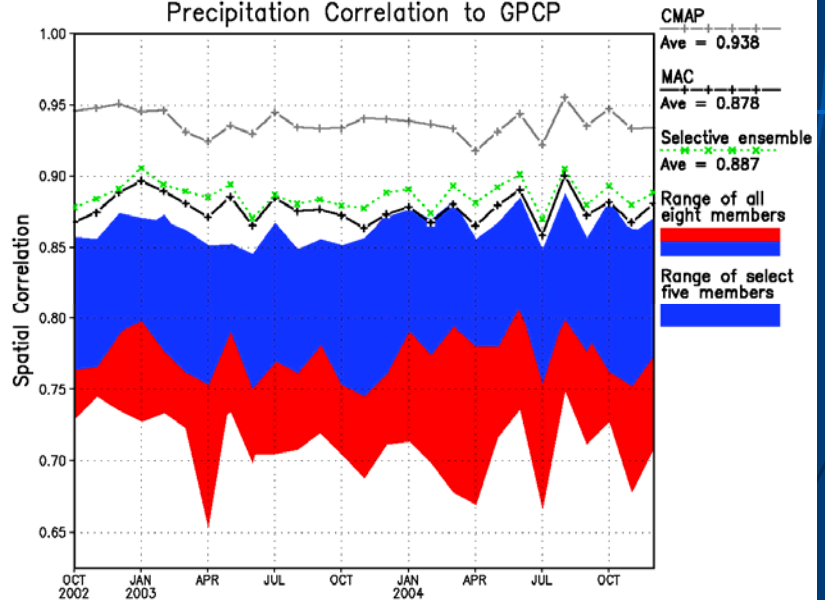 Precipitation Correlation to GPCP
CMAP
Ave = 0.938
MAC
Ave = 0.878
Selective ensemble
Ave = 0.887
Range of all
eight members
Range of select
five members
Spatial Correlation
1.00
0.95
0.90
0.85
0.80
0.75
0.70
0.65
OCT
2002
JAN
2003
APR
JUL
OCT
JAN
2004
APR
JUL
OCT